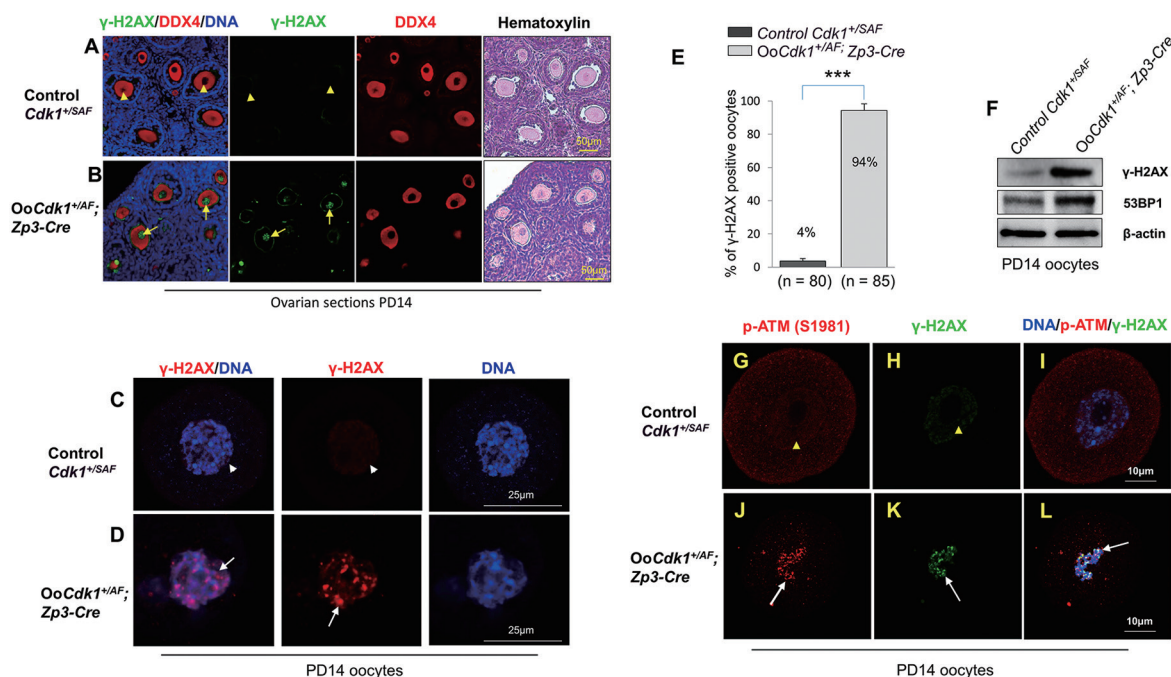 γ-H2AX/DDX4/DNA γ-H2AX DDX4 Hematoxylin
A
Control
Cdk1+/SAF
50μm
B
OoCdk1+/AF;
Zp3-Cre
50μm
Ovarian sections PD14
γ-H2AX/DNA γ-H2AX DNA
C
Control
Cdk1+/SAF
25μm
D
OoCdk1+/AF;
Zp3-Cre
25μm
PD14 oocytes
E
Control Cdk1+/SAF
OoCdk1+/AF; Zp3-Cre
***
% of γ-H2AX positive oocytes
100
80
60
40
20
0
4%
94%
(n = 80) (n = 85)
F
Control Cdk1+/SAF
OoCdk1+/AF; Zp3-Cre
γ-H2AX
53BP1
β-actin
PD14 oocytes
p-ATM (S1981) γ-H2AX DNA/p-ATM/γ-H2AX
G H I
Control
Cdk1+/SAF
10μm
J K L
OoCdk1+/AF;
Zp3-Cre
10μm
PD14 oocytes